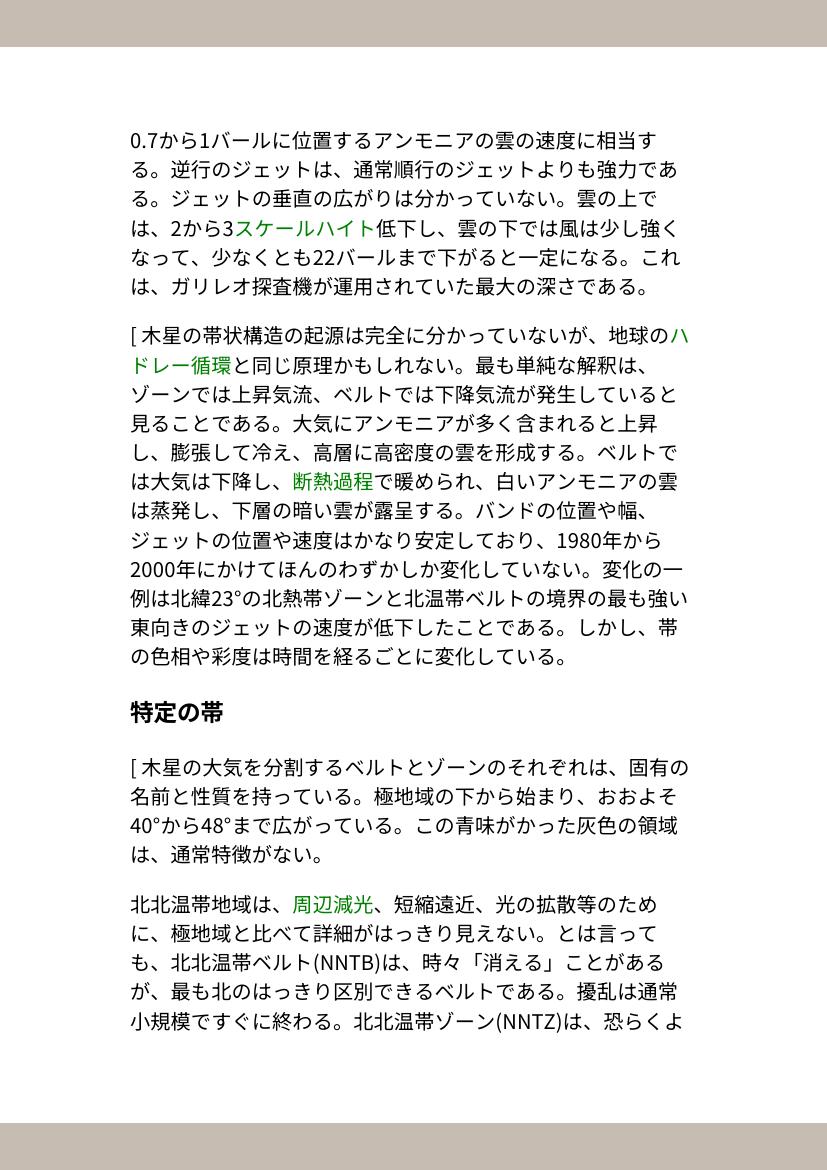 0.7から1バールに位置するアンモニアの雲の速度に相当す
る。逆行のジェットは、通常順行のジェットよりも強力であ
る。ジェットの垂直の広がりは分かっていない。雲の上で
は、2から3スケールハイト低下し、雲の下では風は少し強く
なって、少なくとも22バールまで下がると一定になる。これ
は、ガリレオ探査機が運用されていた最大の深さである。
[ 木星の帯状構造の起源は完全に分かっていないが、地球のハ
ドレー循環と同じ原理かもしれない。最も単純な解釈は、
ゾーンでは上昇気流、ベルトでは下降気流が発生していると
見ることである。大気にアンモニアが多く含まれると上昇
し、膨張して冷え、高層に高密度の雲を形成する。ベルトで
は大気は下降し、断熱過程で暖められ、白いアンモニアの雲
は蒸発し、下層の暗い雲が露呈する。バンドの位置や幅、
ジェットの位置や速度はかなり安定しており、1980年から
2000年にかけてほんのわずかしか変化していない。変化の一
例は北緯23°の北熱帯ゾーンと北温帯ベルトの境界の最も強い
東向きのジェットの速度が低下したことである。しかし、帯
の色相や彩度は時間を経るごとに変化している。
特定の帯
[ 木星の大気を分割するベルトとゾーンのそれぞれは、固有の
名前と性質を持っている。極地域の下から始まり、おおよそ
40°から48°まで広がっている。この青味がかった灰色の領域
は、通常特徴がない。
北北温帯地域は、周辺減光、短縮遠近、光の拡散等のため
に、極地域と比べて詳細がはっきり見えない。とは言って
も、北北温帯ベルト(NNTB)は、時々「消える」ことがある
が、最も北のはっきり区別できるベルトである。擾乱は通常
小規模ですぐに終わる。北北温帯ゾーン(NNTZ)は、恐らくよ